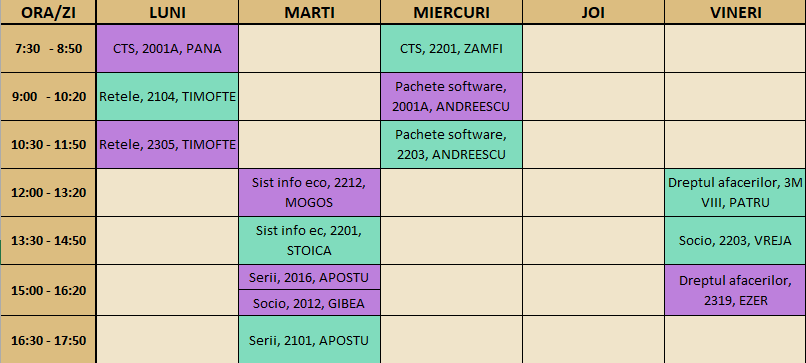 ORA/ZI LUNI MARTI MIERCURI JOI VINERI
7:30 - 8:50 CTS, 2001A, PANA CTS, 2201, ZAMFI
9:00 - 10:20 Retele, 2104, TIMOFTE Pachete software,
2001A, ANDREESCU
10:30 - 11:50 Retele, 2305, TIMOFTE Pachete software,
2203, ANDREESCU
12:00 - 13:20 Sist info eco, 2212,
MOGOS
Dreptul afacerilor, 3M
VIII, PATRU
13:30 - 14:50 Sist info ec, 2201,
STOICA
Socio, 2203, VREJA
15:00 - 16:20 Serii, 2016, APOSTU
Socio, 2012, GIBEA
Dreptul afacerilor,
2319, EZER
16:30 - 17:50 Serii, 2101, APOSTU